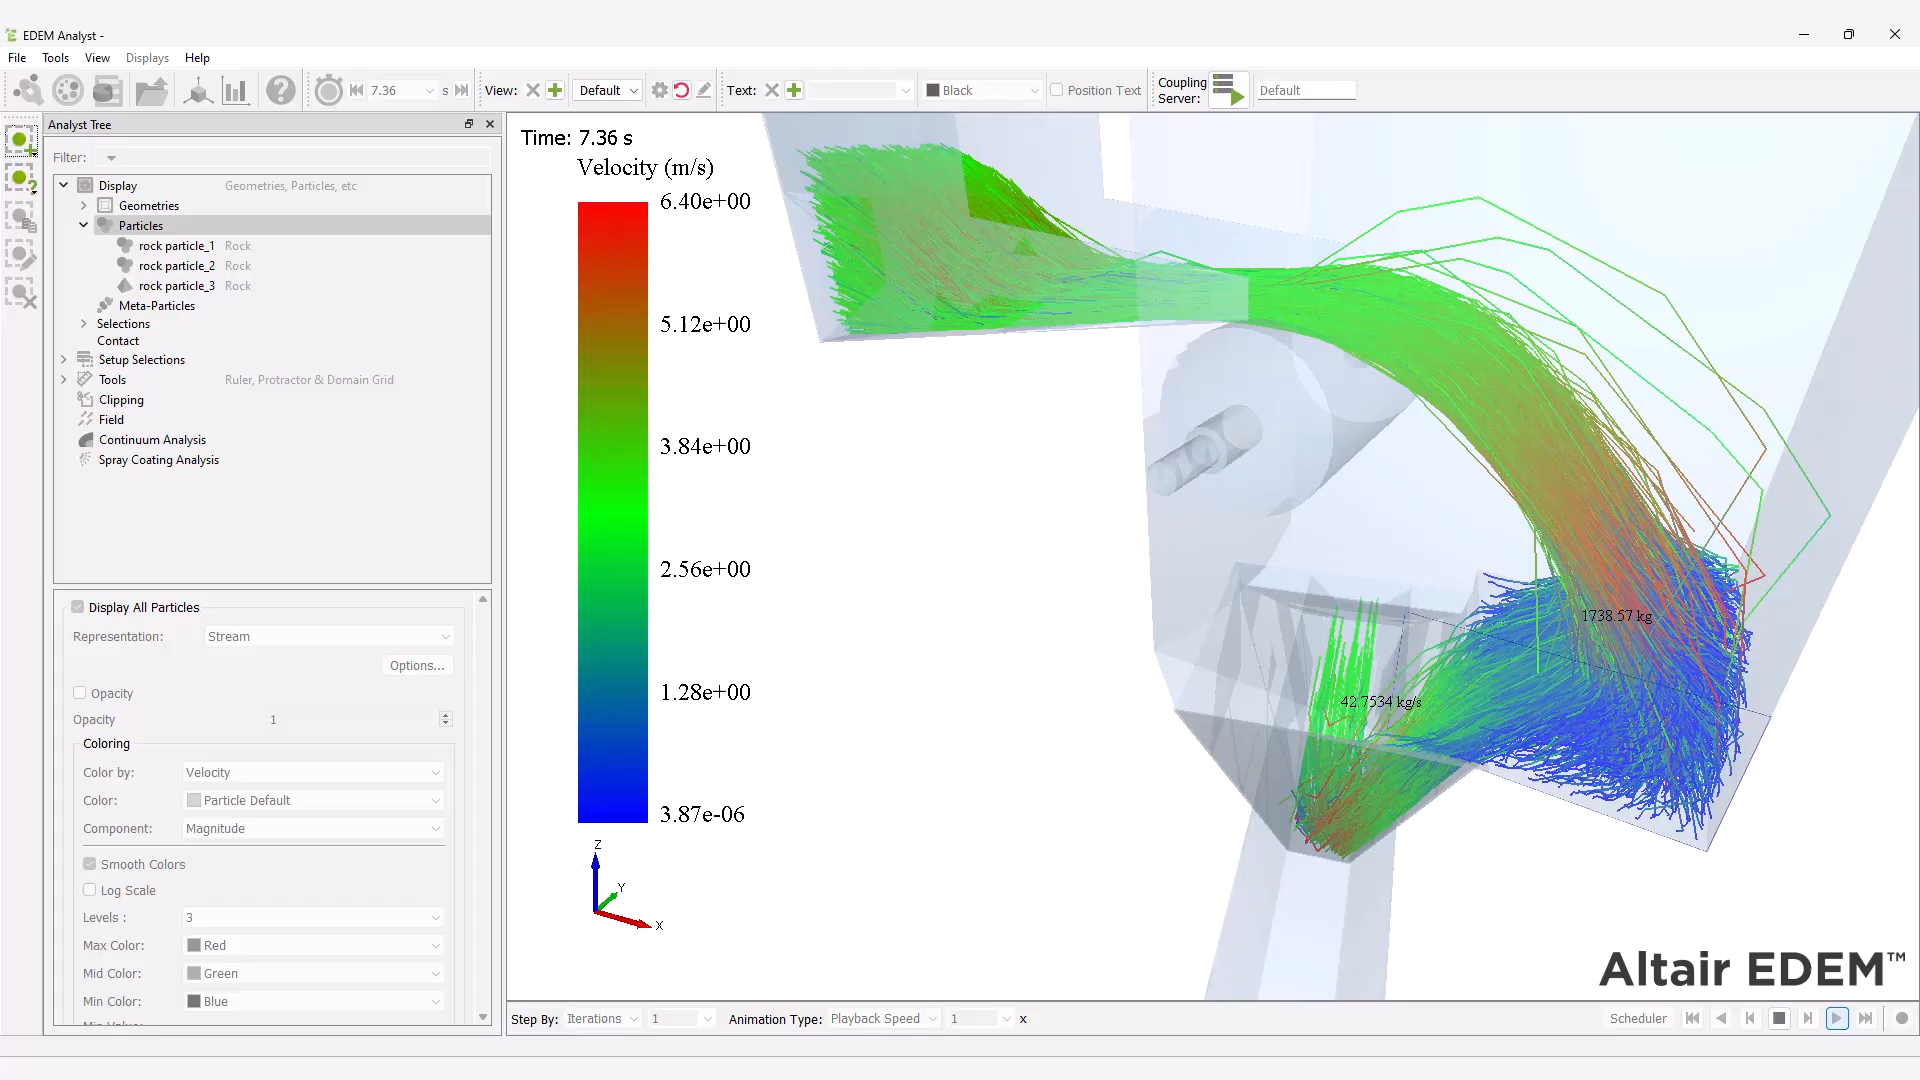 EDEM Analyst -
File Tools View Displays Help
7.36 s View: Default Text: Black Position Text Coupling Server: Default
Analyst Tree
Filter:
Display Geometries, Particles, etc
Geometries
Particles
rock particle_1 Rock
rock particle_2 Rock
rock particle_3 Rock
Meta-Particles
Selections
Contact
Setup Selections
Tools Ruler, Protractor & Domain Grid
Clipping
Field
Continuum Analysis
Spray Coating Analysis
Display All Particles
Representation: Stream
Options...
Opacity
Opacity 1
Coloring
Color by: Velocity
Color: Particle Default
Component: Magnitude
Smooth Colors
Log Scale
Levels : 3
Max Color: Red
Mid Color: Green
Min Color: Blue
Time: 7.36 s
Velocity (m/s)
6.40e+00
5.12e+00
3.84e+00
2.56e+00
1.28e+00
3.87e-06
Z
Y
X
1738.57 kg
42.7534 kg/s
Altair EDEM™
Step By: Iterations 1 Animation Type: Playback Speed 1 x Scheduler